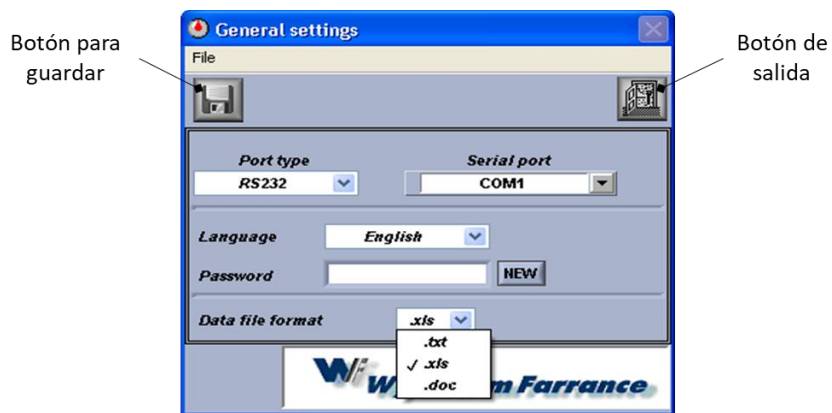 General settings
Botón para
guardar
Botón de
salida
File
Port type
Serial port
RS232
COM1
Language
English
Password
NEW
Data file format
.xls
.txt
✓ .xls
.doc
Farrance